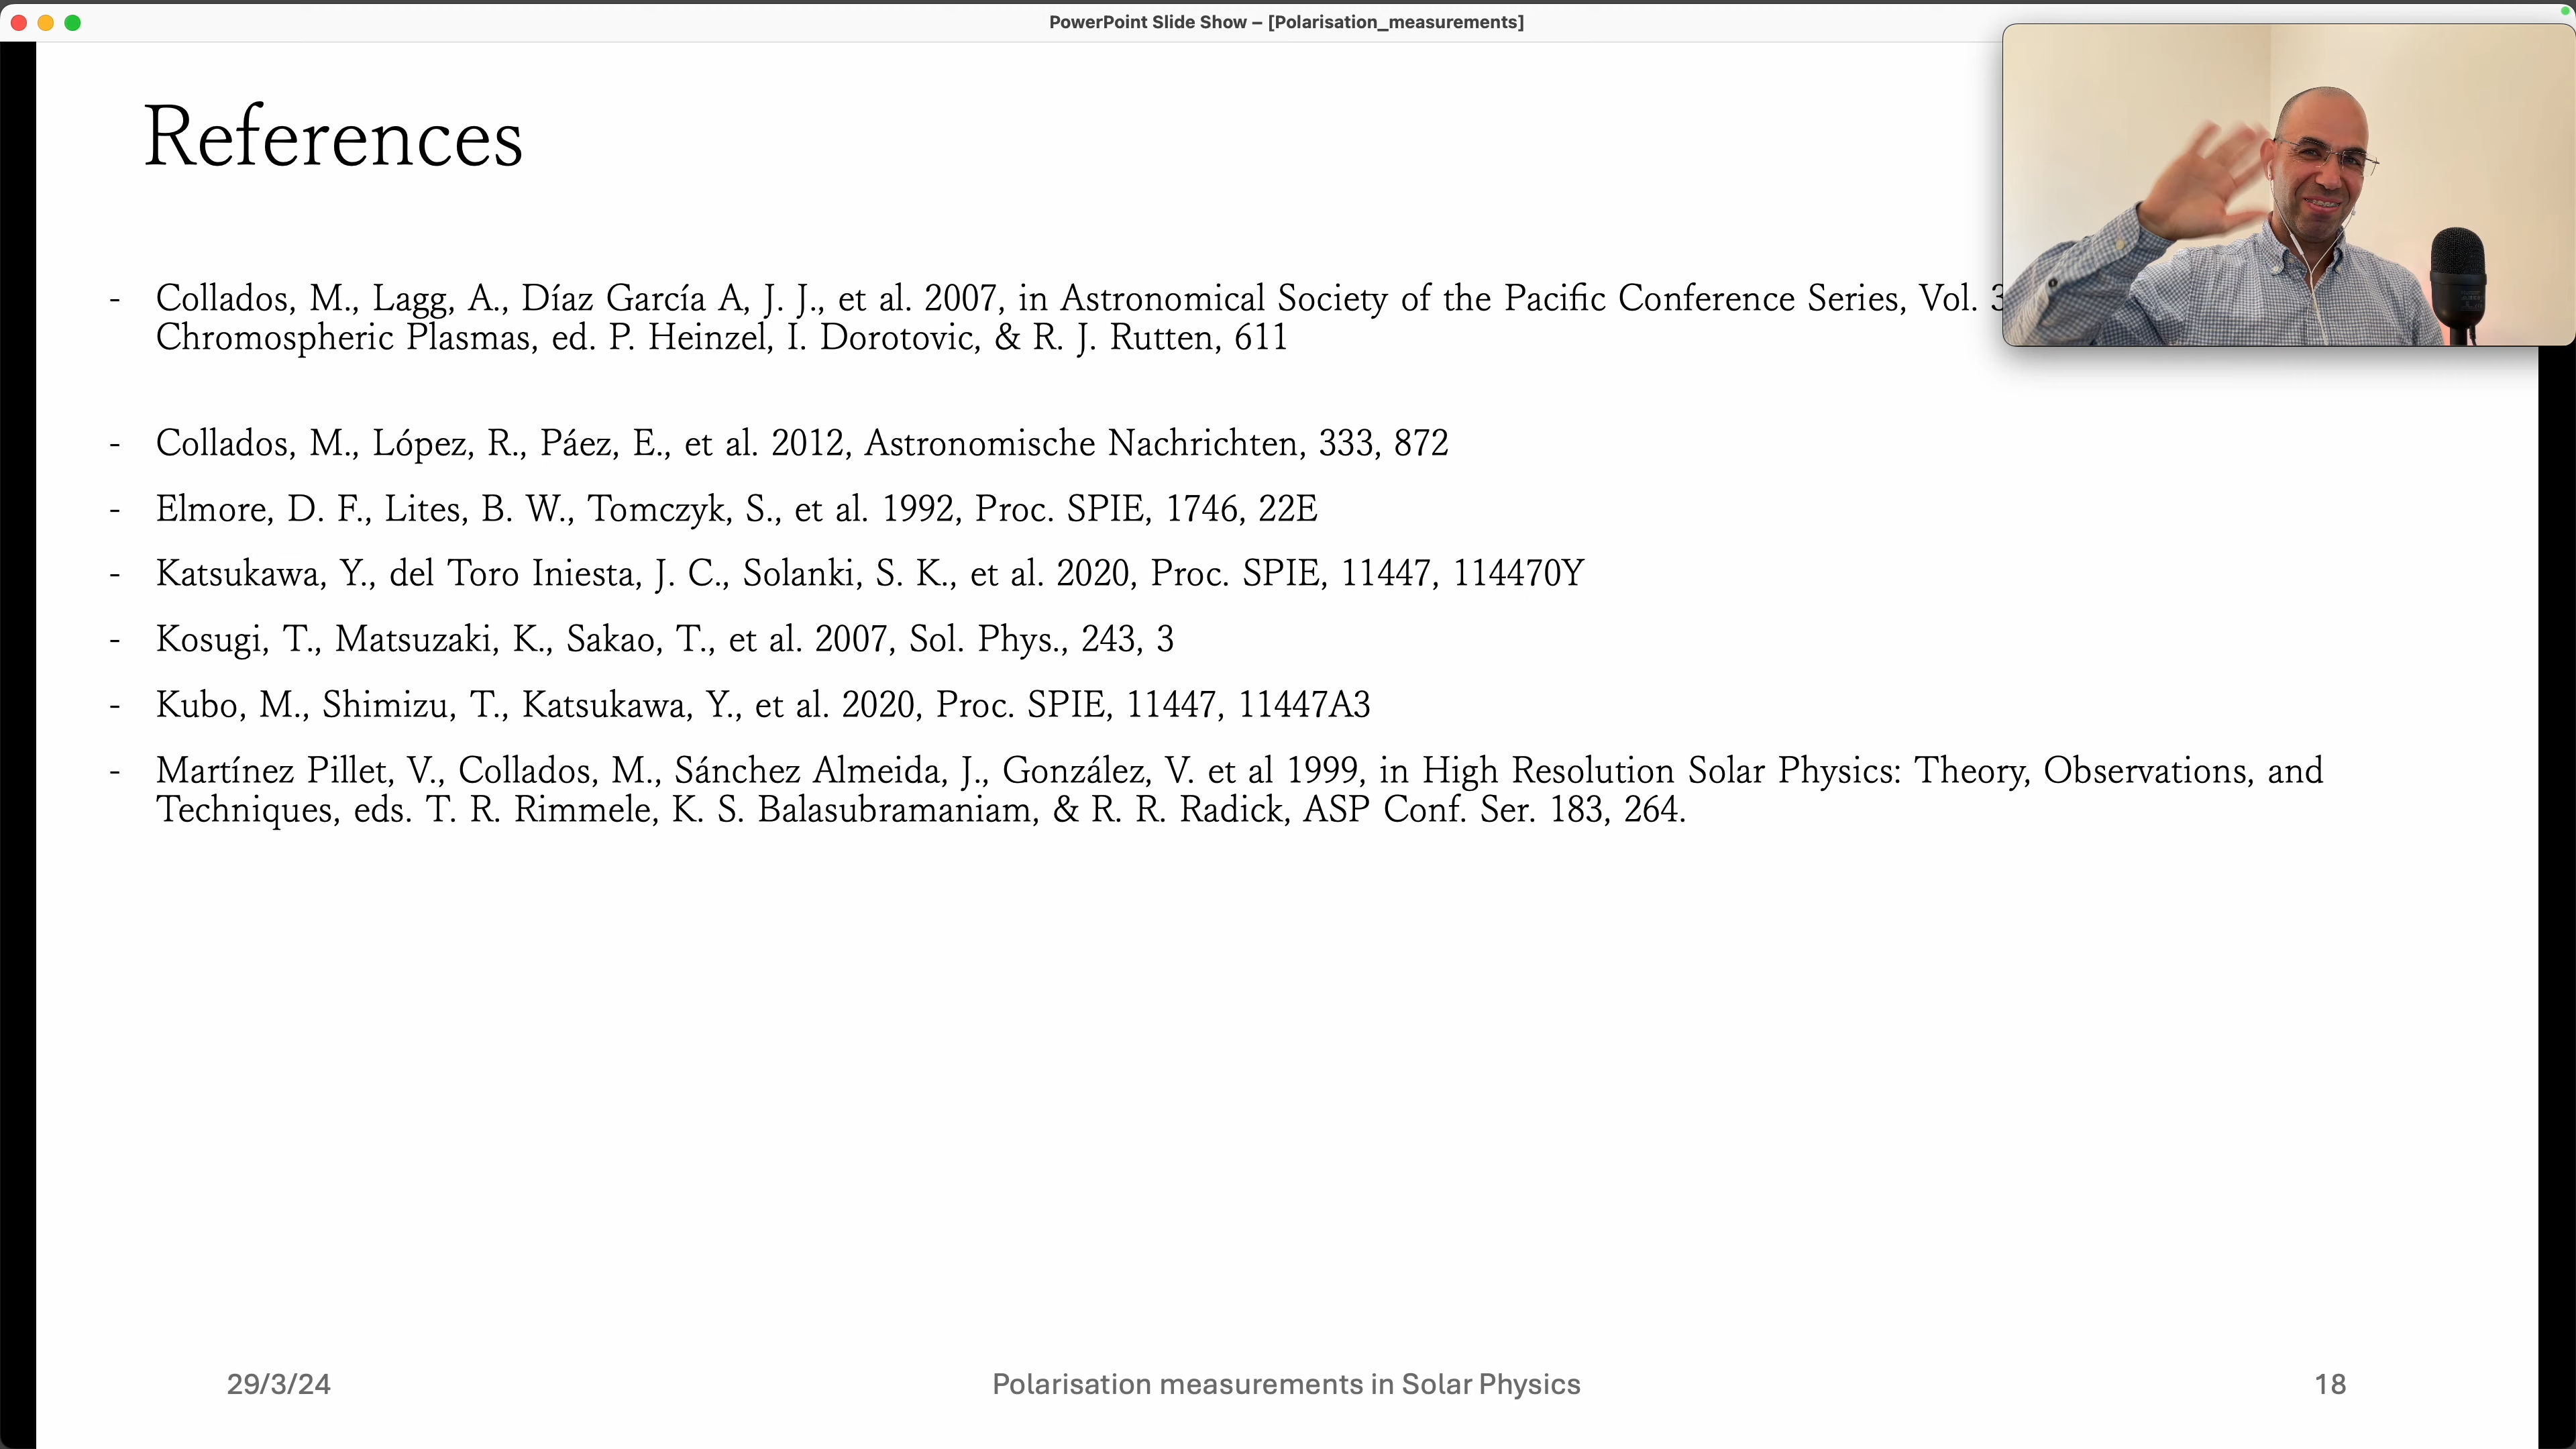 PowerPoint Slide Show – [Polarisation_measurements]
References
- Collados, M., Lagg, A., Díaz García A, J. J., et al. 2007, in Astronomical Society of the Pacific Conference Series, Vol. 3
Chromospheric Plasmas, ed. P. Heinzel, I. Dorotovic, & R. J. Rutten, 611
- Collados, M., López, R., Páez, E., et al. 2012, Astronomische Nachrichten, 333, 872
- Elmore, D. F., Lites, B. W., Tomczyk, S., et al. 1992, Proc. SPIE, 1746, 22E
- Katsukawa, Y., del Toro Iniesta, J. C., Solanki, S. K., et al. 2020, Proc. SPIE, 11447, 114470Y
- Kosugi, T., Matsuzaki, K., Sakao, T., et al. 2007, Sol. Phys., 243, 3
- Kubo, M., Shimizu, T., Katsukawa, Y., et al. 2020, Proc. SPIE, 11447, 11447A3
- Martínez Pillet, V., Collados, M., Sánchez Almeida, J., González, V. et al 1999, in High Resolution Solar Physics: Theory, Observations, and
Techniques, eds. T. R. Rimmele, K. S. Balasubramaniam, & R. R. Radick, ASP Conf. Ser. 183, 264.
29/3/24
Polarisation measurements in Solar Physics
18